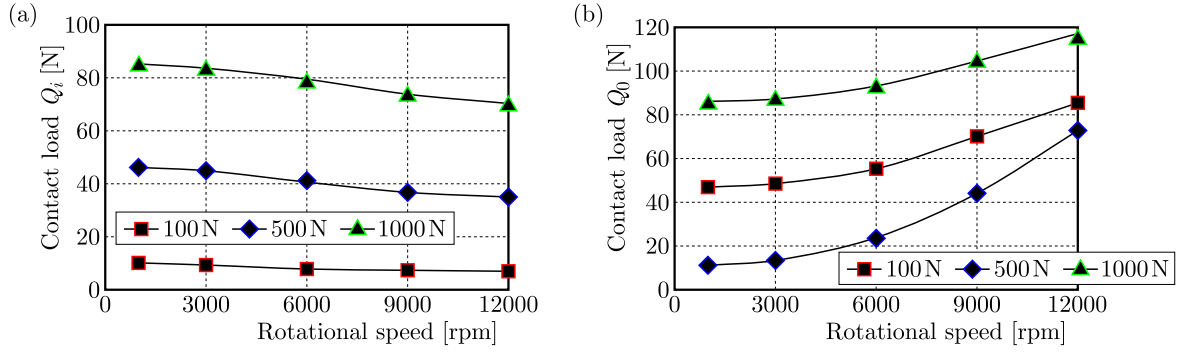 (a)
100
80
60
40
20
0
Contact load Qi [N]
100 N 500 N 1000 N
0 3000 6000 9000 12000
Rotational speed [rpm]
(b)
120
100
80
60
40
20
0
Contact load Q0 [N]
100 N 500 N 1000 N
0 3000 6000 9000 12000
Rotational speed [rpm]